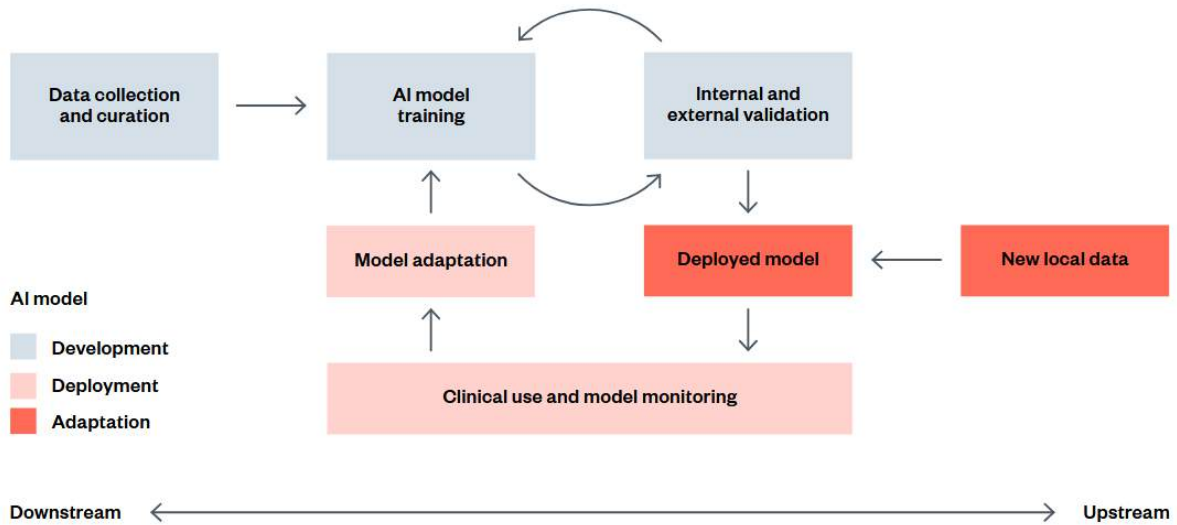 Data collection
and curation
AI model
training
Internal and
external validation
Model adaptation
Deployed model
New local data
AI model
Development
Deployment
Adaptation
Clinical use and model monitoring
Downstream
Upstream